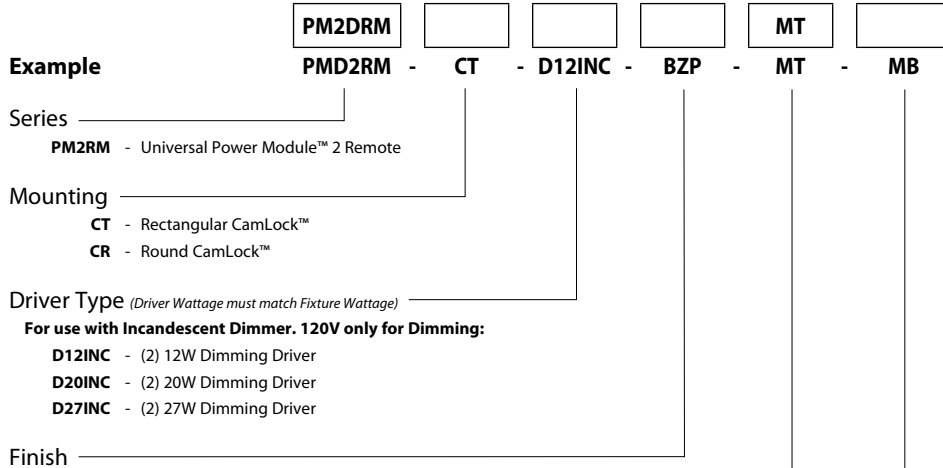 PM2DRM MT
Example PMD2RM - CT - D12INC - BZP - MT - MB
Series
PM2RM - Universal Power Module™ 2 Remote
Mounting
CT - Rectangular CamLock™
CR - Round CamLock™
Driver Type (Driver Wattage must match Fixture Wattage)
For use with Incandescent Dimmer. 120V only for Dimming:
D12INC - (2) 12W Dimming Driver
D20INC - (2) 20W Dimming Driver
D27INC - (2) 27W Dimming Driver
Finish